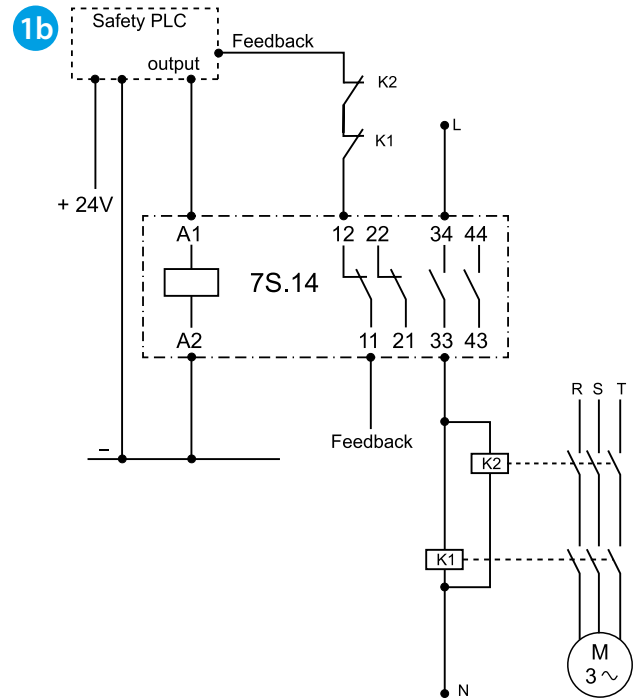 1b
Safety PLC
output
Feedback
K2
K1
L
+ 24V
A1 12 22 34 44
7S.14
A2 11 21 33 43
Feedback
R S T
–
K2
K1
M
3~
N